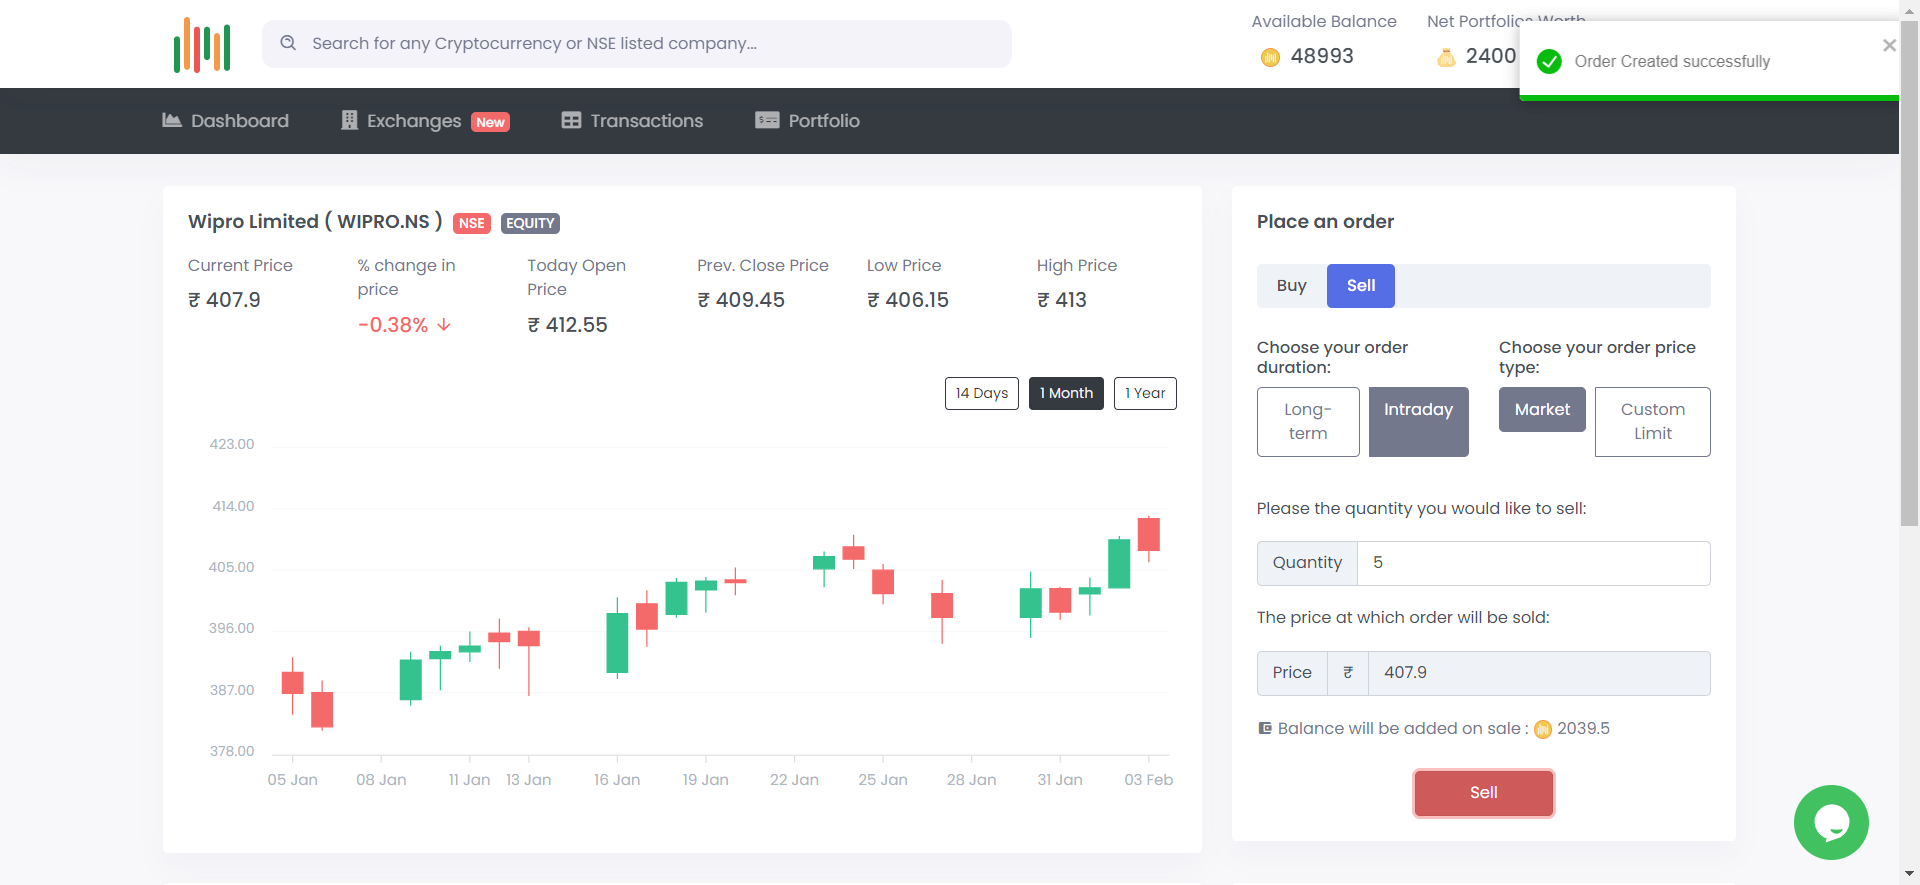 Search for any Cryptocurrency or NSE listed company...
Available Balance
48993
2400
Order Created successfully
Dashboard
Exchanges New
Transactions
Portfolio
Wipro Limited ( WIPRO.NS ) NSE EQUITY
Current Price
₹ 407.9
% change in
price
-0.38%
Today Open
Price
₹ 412.55
Prev. Close Price
₹ 409.45
Low Price
₹ 406.15
High Price
₹ 413
14 Days
1 Month
1 Year
423.00
414.00
405.00
396.00
387.00
378.00
05 Jan
08 Jan
11 Jan
13 Jan
16 Jan
19 Jan
22 Jan
25 Jan
28 Jan
31 Jan
03 Feb
Place an order
Buy
Sell
Choose your order
duration:
Long-
term
Intraday
Choose your order price
type:
Market
Custom
Limit
Please the quantity you would like to sell:
Quantity 5
The price at which order will be sold:
Price ₹ 407.9
Balance will be added on sale : 2039.5
Sell